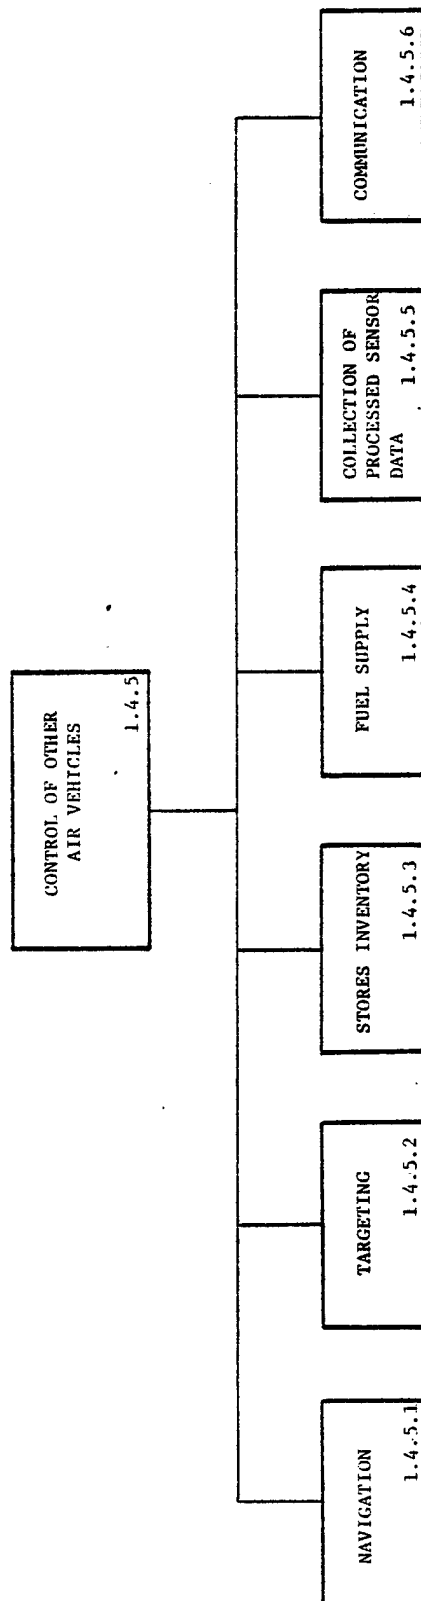 CONTROL OF OTHER
AIR VEHICLES
1.4.5
NAVIGATION
1.4.5.1
TARGETING
1.4.5.2
STORES INVENTORY
1.4.5.3
FUEL SUPPLY
1.4.5.4
COLLECTION OF
PROCESSED SENSOR
DATA 1.4.5.5
COMMUNICATION
1.4.5.6